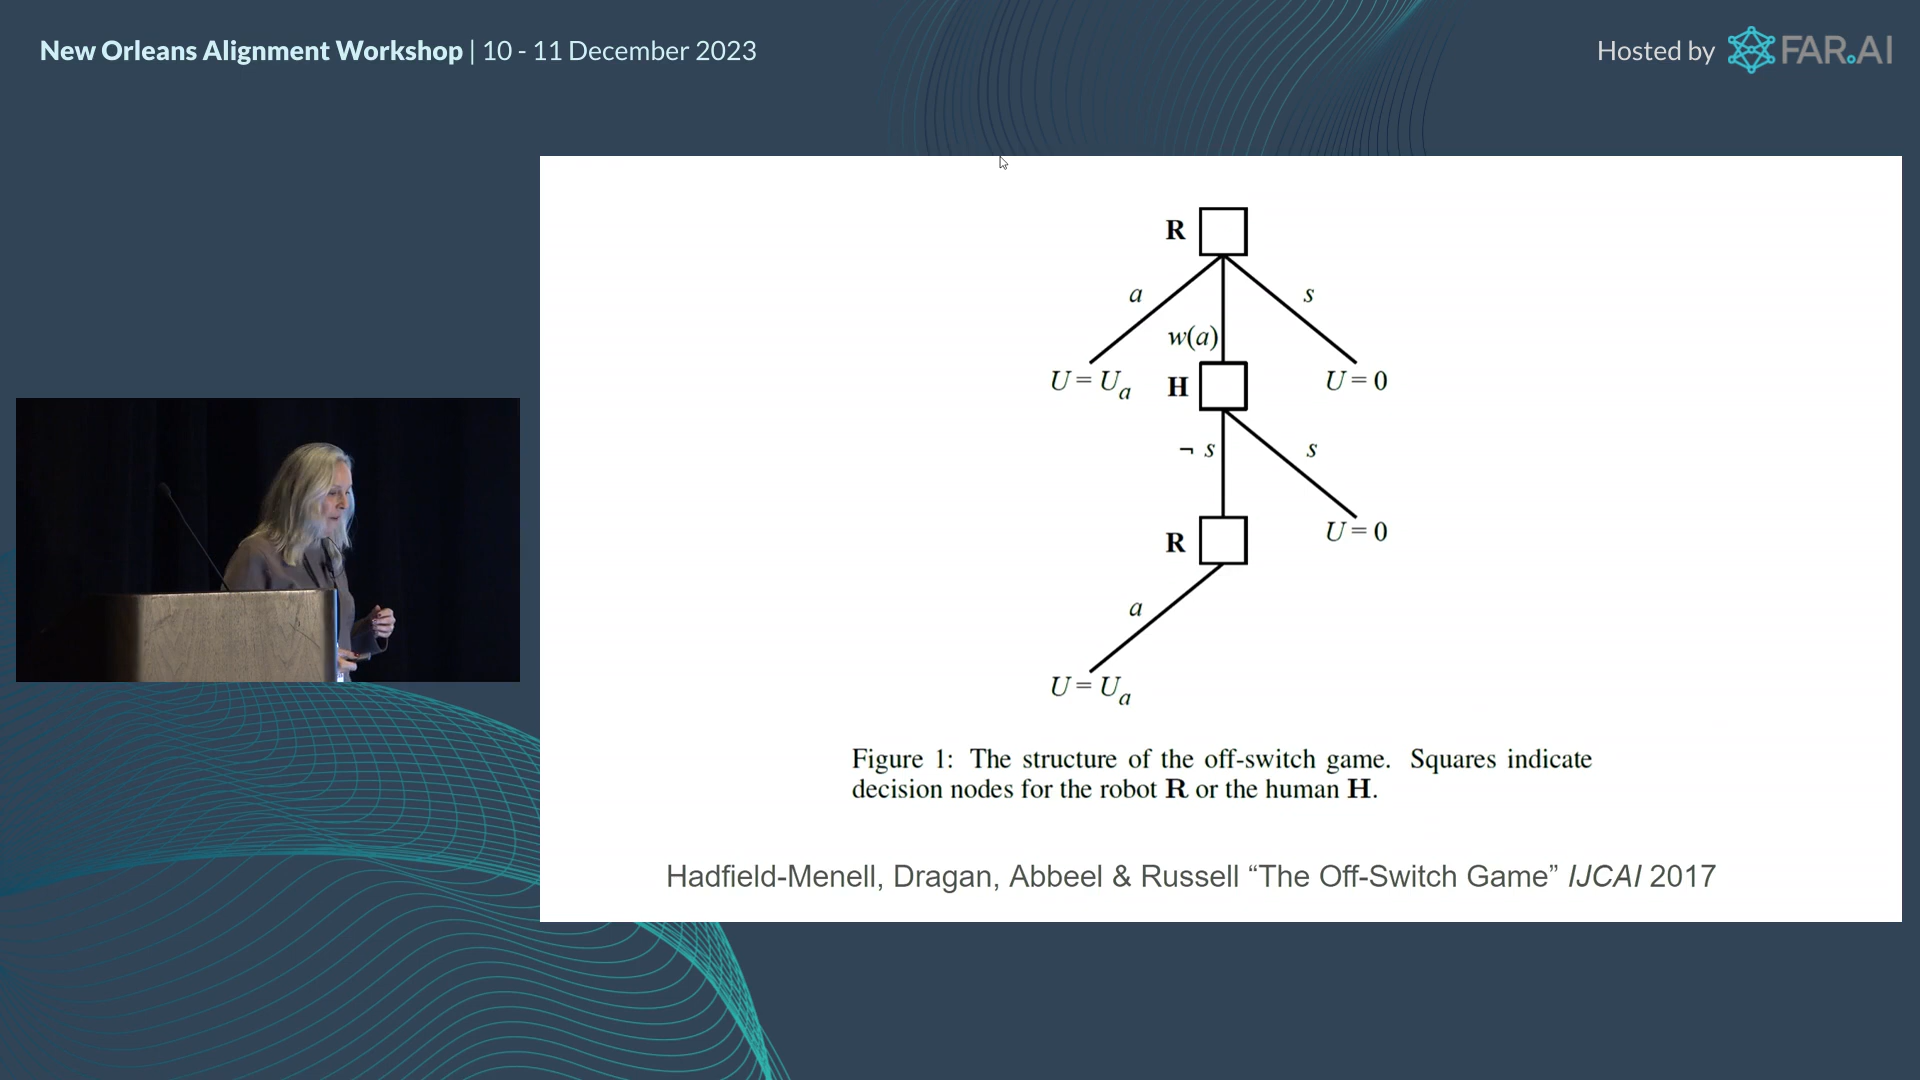 New Orleans Alignment Workshop | 10 - 11 December 2023
Hosted by FAR.AI
R
a
s
w(a)
U = Ua
H
U = 0
¬ s
s
R
U = 0
a
U = Ua
Figure 1: The structure of the off-switch game. Squares indicate
decision nodes for the robot R or the human H.
Hadfield-Menell, Dragan, Abbeel & Russell “The Off-Switch Game” IJCAI 2017